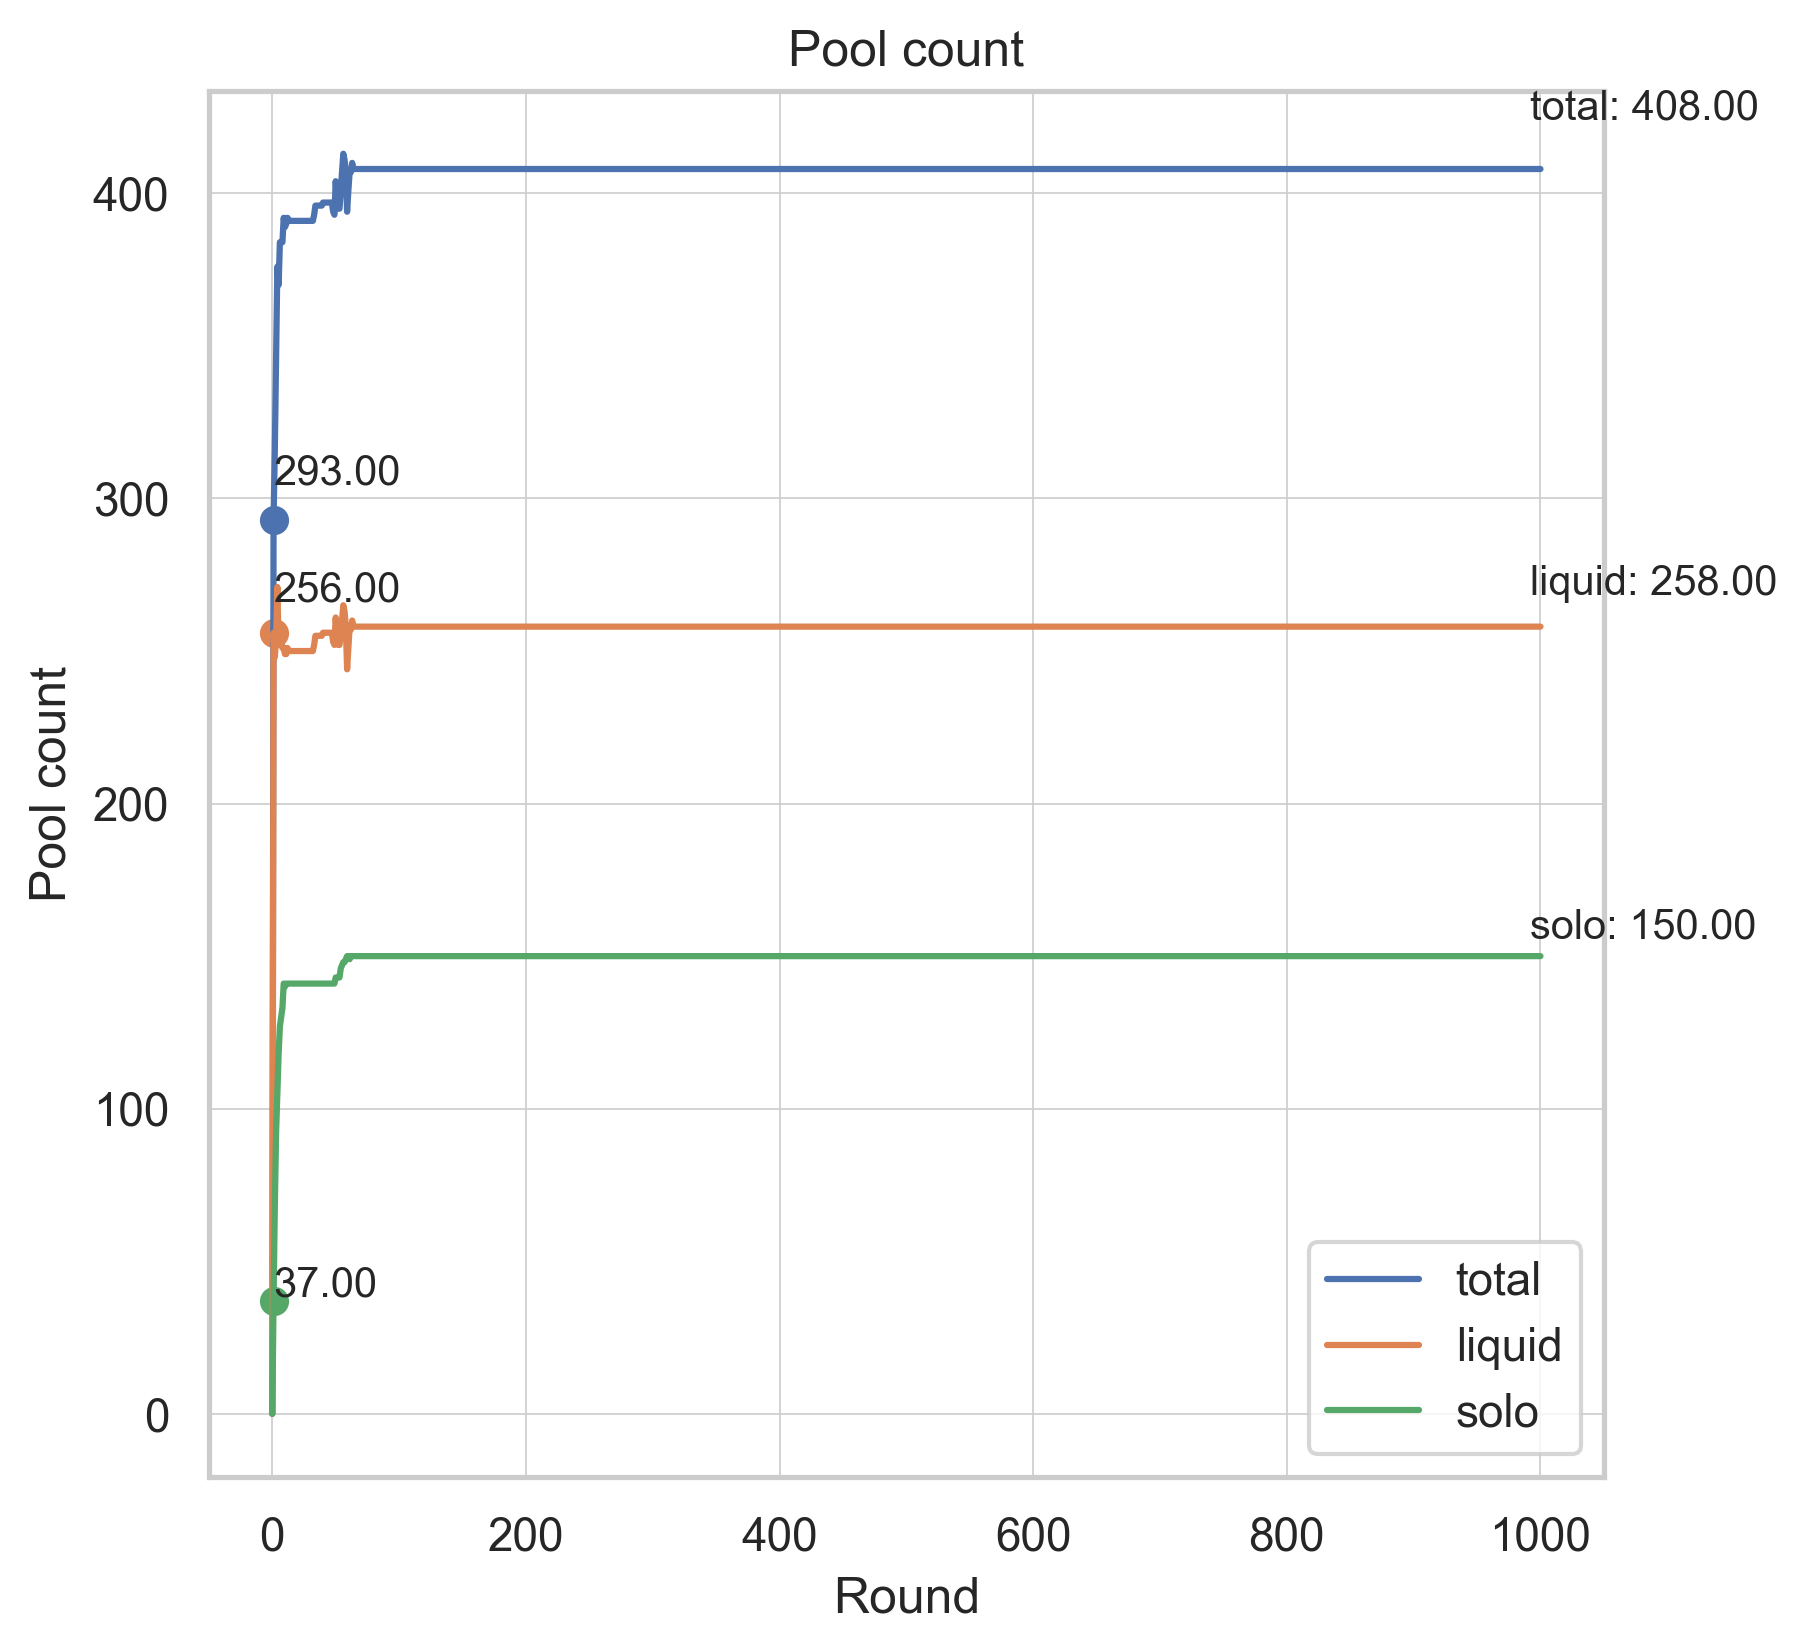 Pool count
total: 408.00
400
293.00
300
256.00
liquid: 258.00
Pool count
200
solo: 150.00
100
37.00
total
liquid
solo
0
0 200 400 600 800 1000
Round